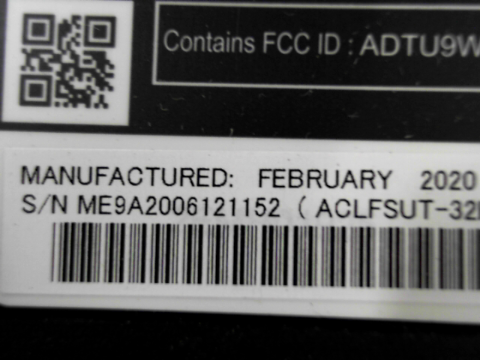 Contains FCC ID : ADTU9W
MANUFACTURED: FEBRUARY 2020
S/N ME9A2006121152 ( ACLFSUT-32